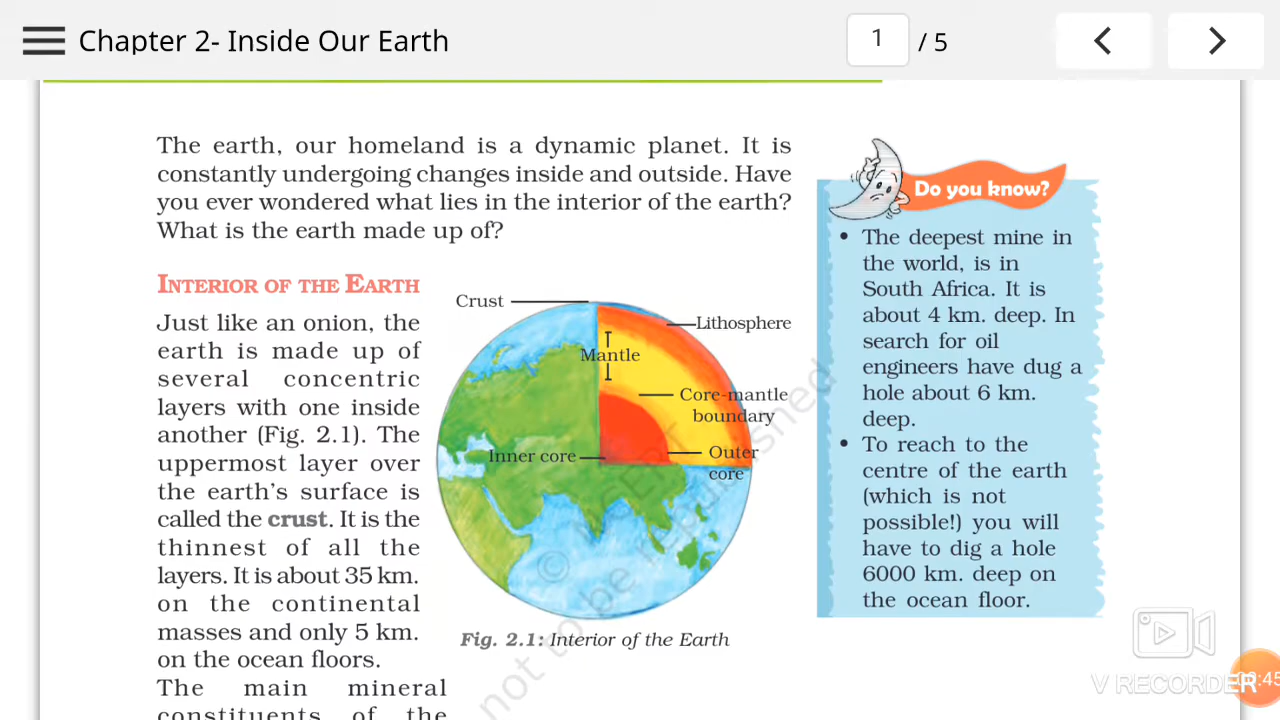 Chapter 2- Inside Our Earth
1 / 5
The earth, our homeland is a dynamic planet. It is
constantly undergoing changes inside and outside. Have
you ever wondered what lies in the interior of the earth?
What is the earth made up of?
INTERIOR OF THE EARTH
Just like an onion, the
earth is made up of
several concentric
layers with one inside
another (Fig. 2.1). The
uppermost layer over
the earth's surface is
called the crust. It is the
thinnest of all the
layers. It is about 35 km.
on the continental
masses and only 5 km.
on the ocean floors.
The main mineral
constituents of the
Crust
Lithosphere
Mantle
Core-mantle
boundary
Inner core
Outer
core
Fig. 2.1: Interior of the Earth
Do you know?
• The deepest mine in
the world, is in
South Africa. It is
about 4 km. deep. In
search for oil
engineers have dug a
hole about 6 km.
deep.
• To reach to the
centre of the earth
(which is not
possible!) you will
have to dig a hole
6000 km. deep on
the ocean floor.
© NCERT
not to be republished
V RECORDER
:45